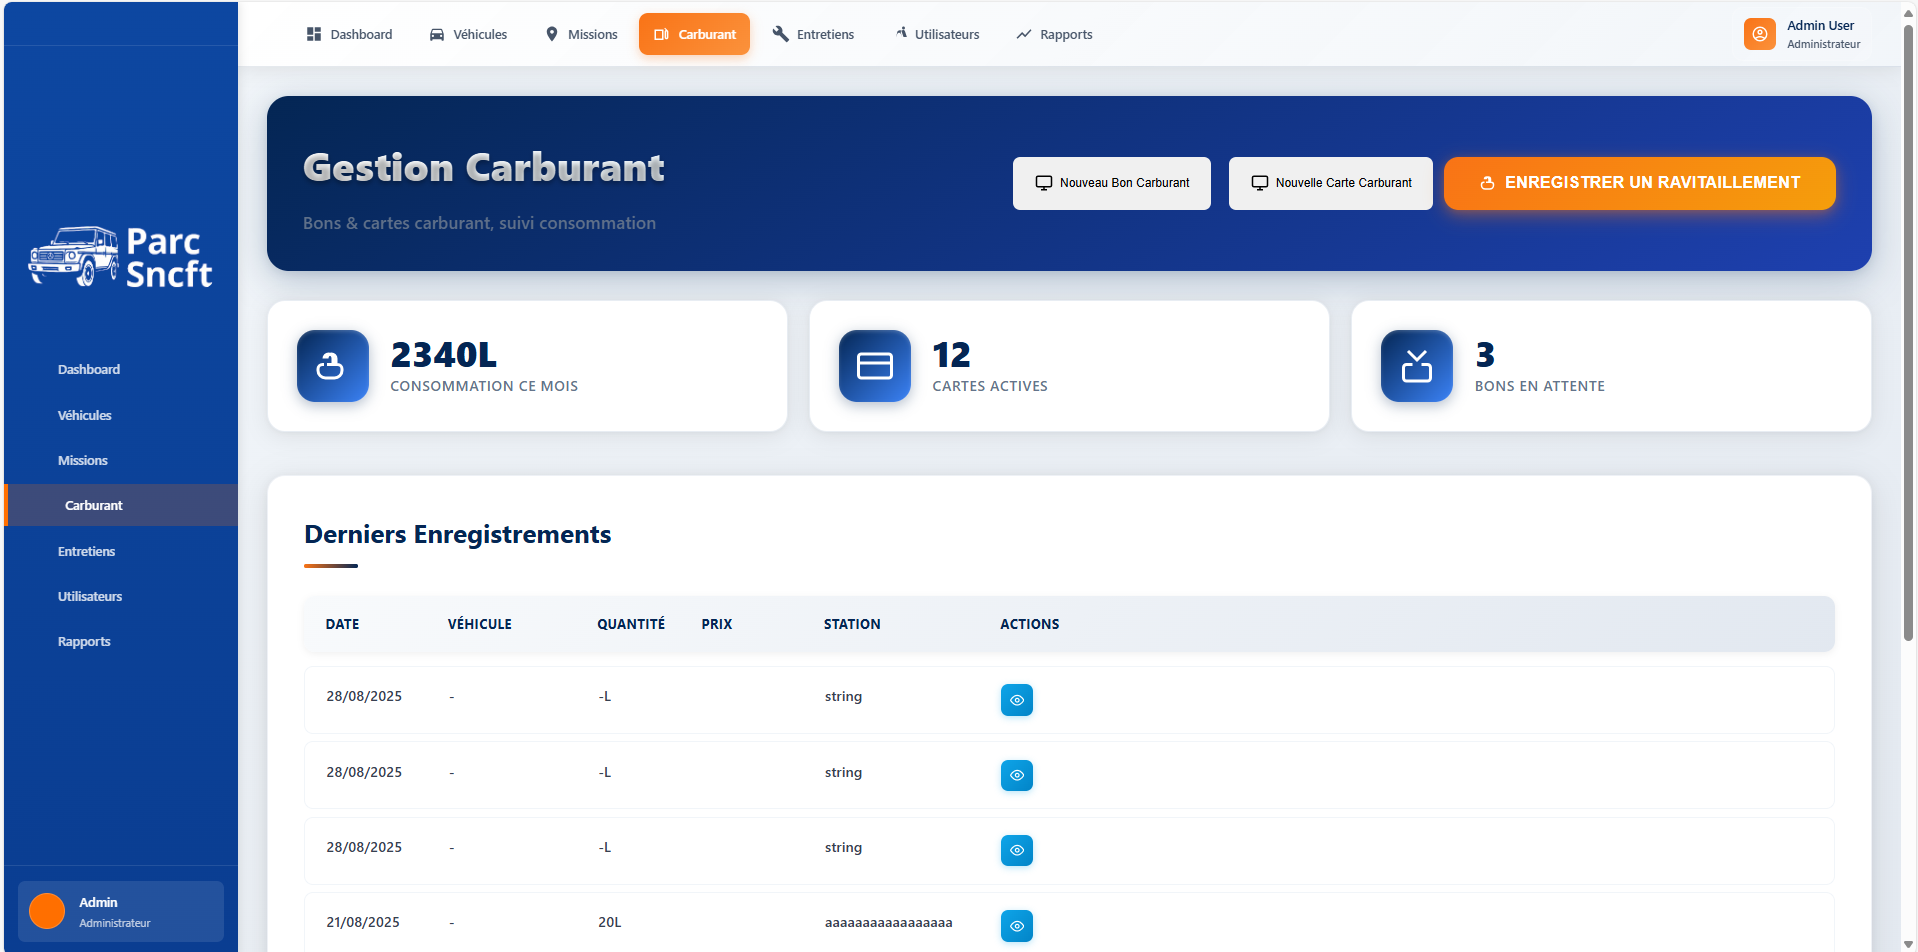 Dashboard
Véhicules
Missions
Carburant
Entretiens
Utilisateurs
Rapports
Admin User
Administrateur
Parc
Sncft
Dashboard
Véhicules
Missions
Carburant
Entretiens
Utilisateurs
Rapports
Admin
Administrateur
Gestion Carburant
Bons & cartes carburant, suivi consommation
Nouveau Bon Carburant
Nouvelle Carte Carburant
ENREGISTRER UN RAVITAILLEMENT
2340L
CONSOMMATION CE MOIS
12
CARTES ACTIVES
3
BONS EN ATTENTE
Derniers Enregistrements
DATE VÉHICULE QUANTITÉ PRIX STATION ACTIONS
28/08/2025 - -L string
28/08/2025 - -L string
28/08/2025 - -L string
21/08/2025 - 20L aaaaaaaaaaaaaaaaa